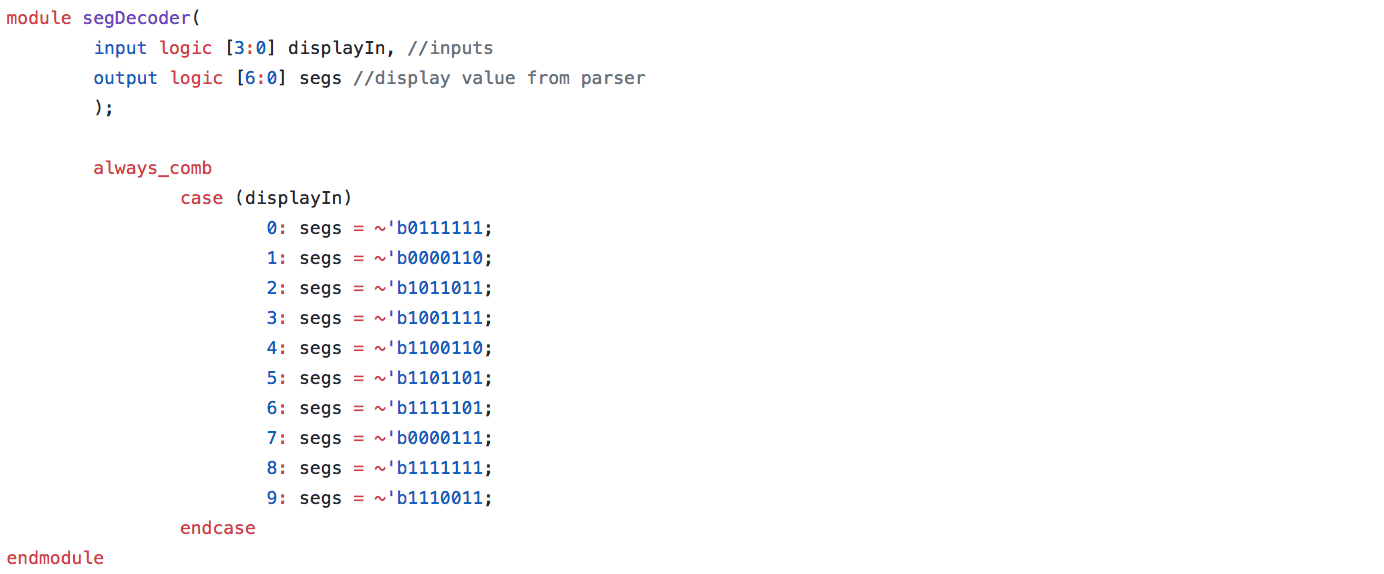 module segDecoder(
input logic [3:0] displayIn, //inputs
output logic [6:0] segs //display value from parser
);
always_comb
case (displayIn)
0: segs = ~'b0111111;
1: segs = ~'b0000110;
2: segs = ~'b1011011;
3: segs = ~'b1001111;
4: segs = ~'b1100110;
5: segs = ~'b1101101;
6: segs = ~'b1111101;
7: segs = ~'b0000111;
8: segs = ~'b1111111;
9: segs = ~'b1110011;
endcase
endmodule